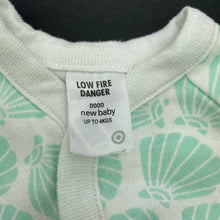 LOW FIRE
DANGER
0000
new baby
UP TO 4KGS